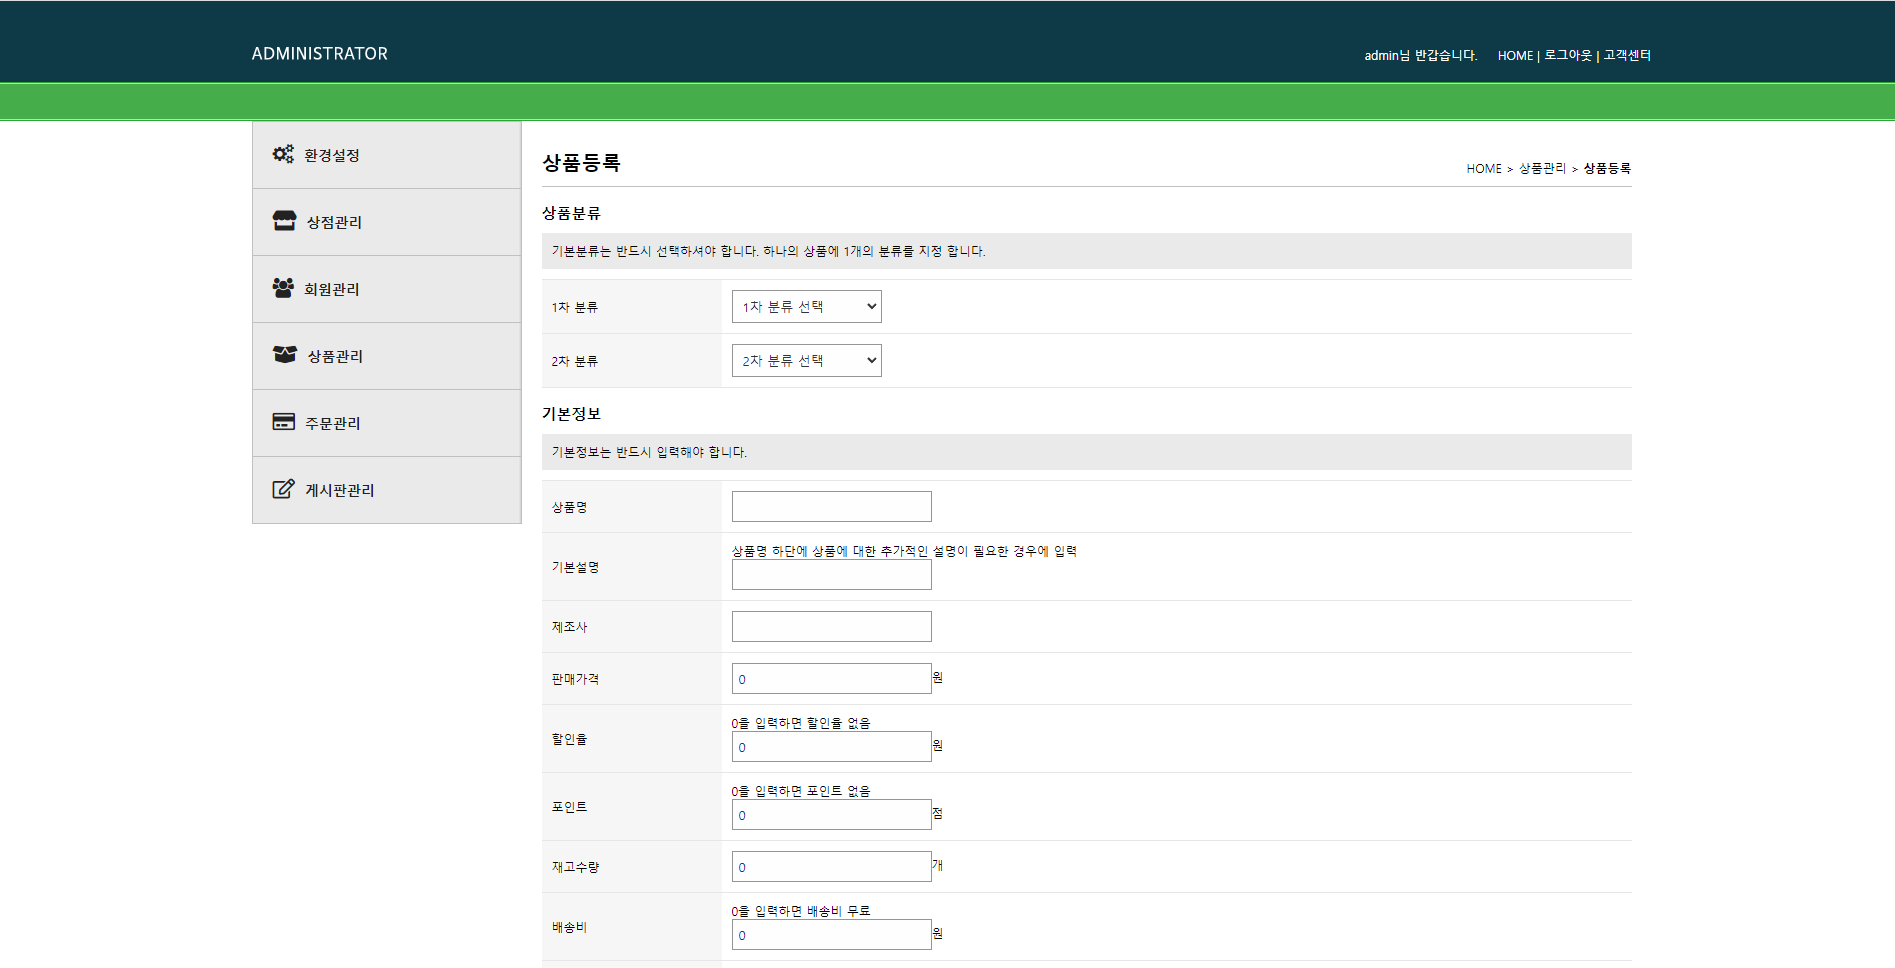 ADMINISTRATOR
admin님 반갑습니다. HOME | 로그아웃 | 고객센터
환경설정
상점관리
회원관리
상품관리
주문관리
게시판관리
상품등록
HOME > 상품관리 > 상품등록
상품분류
기본분류는 반드시 선택하셔야 합니다. 하나의 상품에 1개의 분류를 지정 합니다.
1차 분류
1차 분류 선택
2차 분류
2차 분류 선택
기본정보
기본정보는 반드시 입력해야 합니다.
상품명
상품명 하단에 상품에 대한 추가적인 설명이 필요한 경우에 입력
기본설명
제조사
판매가격
0 원
0을 입력하면 할인율 없음
할인율
0 원
0을 입력하면 포인트 없음
포인트
0 점
재고수량
0 개
0을 입력하면 배송비 무료
배송비
0 원